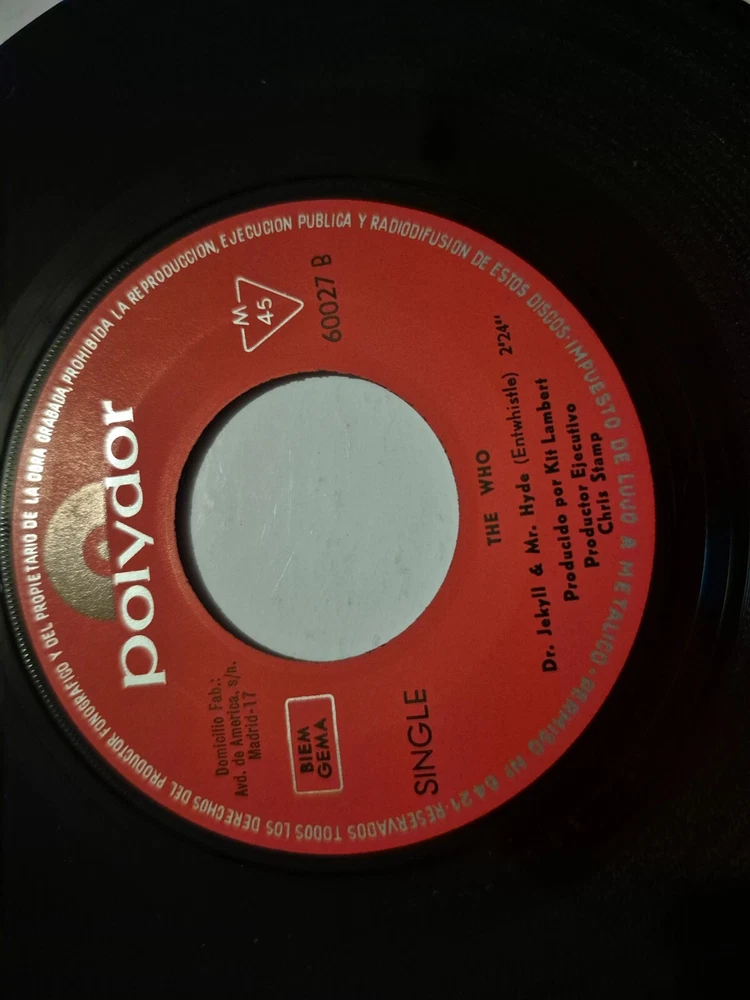 polydor
Domicilio Fab.:
Avd. de America, s/n.
Madrid-17
BIEM
GEMA
SINGLE
M
45
60027 B
THE WHO
Dr. Jekyll & Mr. Hyde (Entwhistle) 2'24"
Producido por Kit Lambert
Productor Ejecutivo
Chris Stamp
RESERVADOS TODOS LOS DERECHOS DEL PRODUCTOR FONOGRAFICO Y DEL PROPIETARIO DE LA OBRA GRABADA, PROHIBIDA LA REPRODUCCION, EJECUCION PUBLICA Y RADIODIFUSION DE ESTOS DISCOS· IMPUESTO DE LUJO A METALICO · PERMISO Nº 6421·